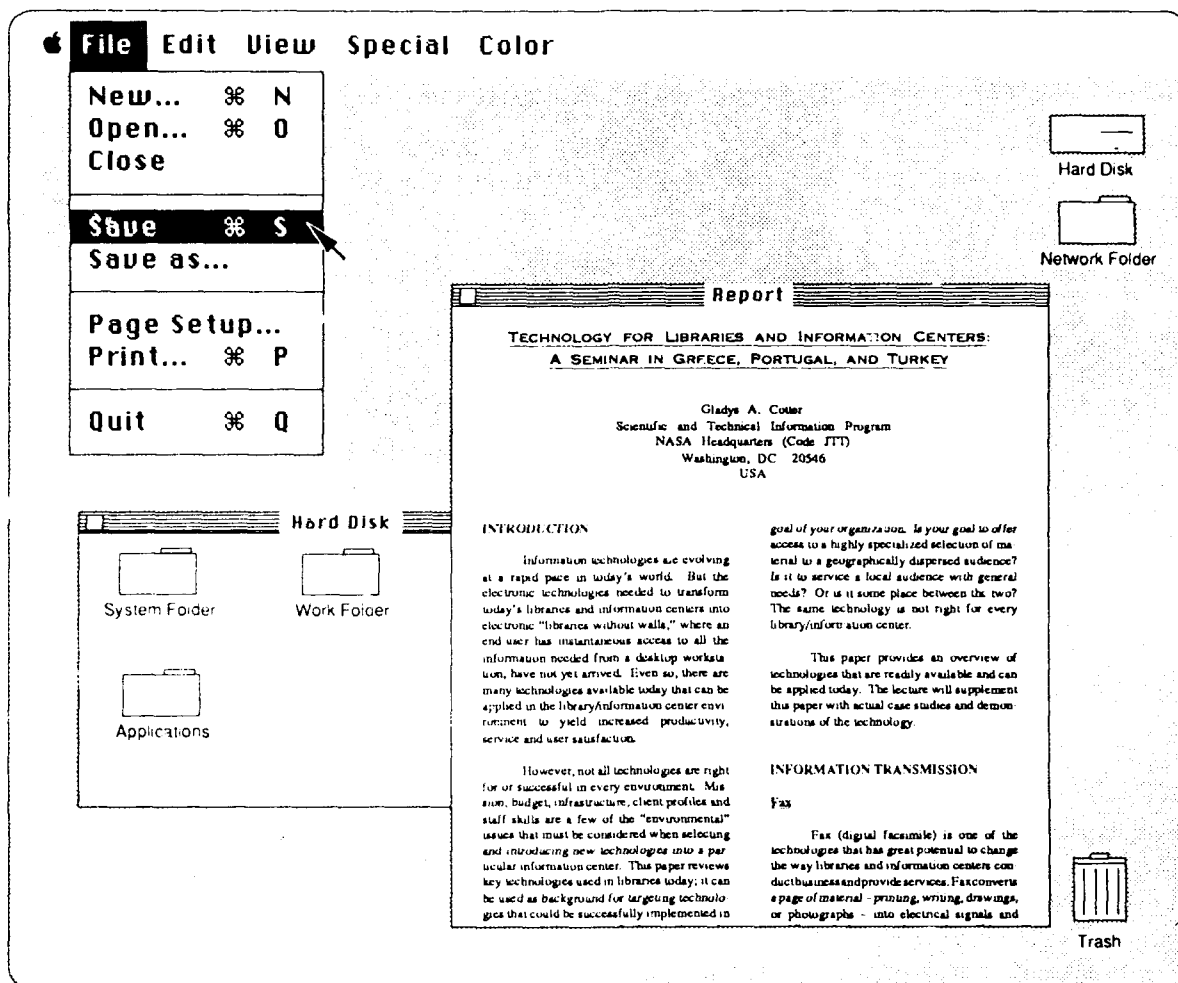 File Edit View Special Color
New... ⌘ N
Open... ⌘ O
Close
Save ⌘ S
Save as...
Page Setup...
Print... ⌘ P
Quit ⌘ Q
Hard Disk
Network Folder
Report
TECHNOLOGY FOR LIBRARIES AND INFORMATION CENTERS:
A SEMINAR IN GREECE, PORTUGAL, AND TURKEY
Gladys A. Cotter
Scientific and Technical Information Program
NASA Headquarters (Code JTT)
Washington, DC 20546
USA
Hard Disk
System Folder
Work Folder
Applications
INTRODUCTION
Information technologies are evolving
at a rapid pace in today's world. But the
electronic technologies needed to transform
today's libraries and information centers into
electronic "libraries without walls," where an
end user has instantaneous access to all the
information needed from a desktop worksta
tion, have not yet arrived. Even so, there are
many technologies available today that can be
applied in the library/information center envi
ronment to yield increased productivity,
service and user satisfaction.
However, not all technologies are right
for or successful in every environment. Mis
sion, budget, infrastructure, client profiles and
staff skills are a few of the "environmental"
issues that must be considered when selecting
and introducing new technologies into a par
ticular information center. This paper reviews
key technologies used in libraries today; it can
be used as background for targeting technolo
gies that could be successfully implemented in
goal of your organization. Is your goal to offer
access to a highly specialized selection of ma
terial to a geographically dispersed audience?
Is it to service a local audience with general
needs? Or is it some place between the two?
The same technology is not right for every
library/information center.
This paper provides an overview of
technologies that are readily available and can
be applied today. The lecture will supplement
this paper with actual case studies and demon-
strations of the technology.
INFORMATION TRANSMISSION
Fax
Fax (digital facsimile) is one of the
technologies that has great potential to change
the way libraries and information centers con
duct business and provide services. Fax converts
a page of material - printing, writing, drawings,
or photographs - into electrical signals and
Trash